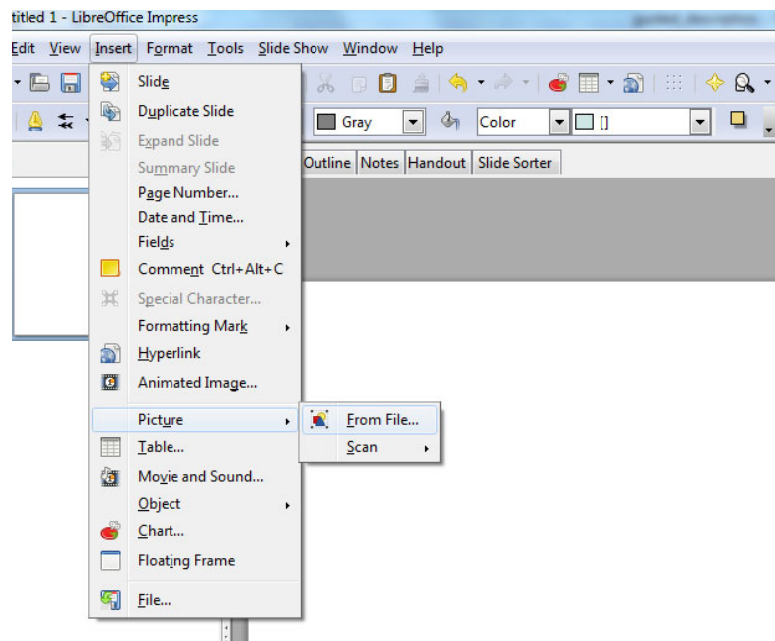 titled 1 - LibreOffice Impress
Edit View Insert Format Tools Slide Show Window Help
Gray Color []
Outline Notes Handout Slide Sorter
Slide
Duplicate Slide
Expand Slide
Summary Slide
Page Number...
Date and Time...
Fields
Comment Ctrl+Alt+C
Special Character...
Formatting Mark
Hyperlink
Animated Image...
Picture
From File...
Table...
Scan
Movie and Sound...
Object
Chart...
Floating Frame
File...